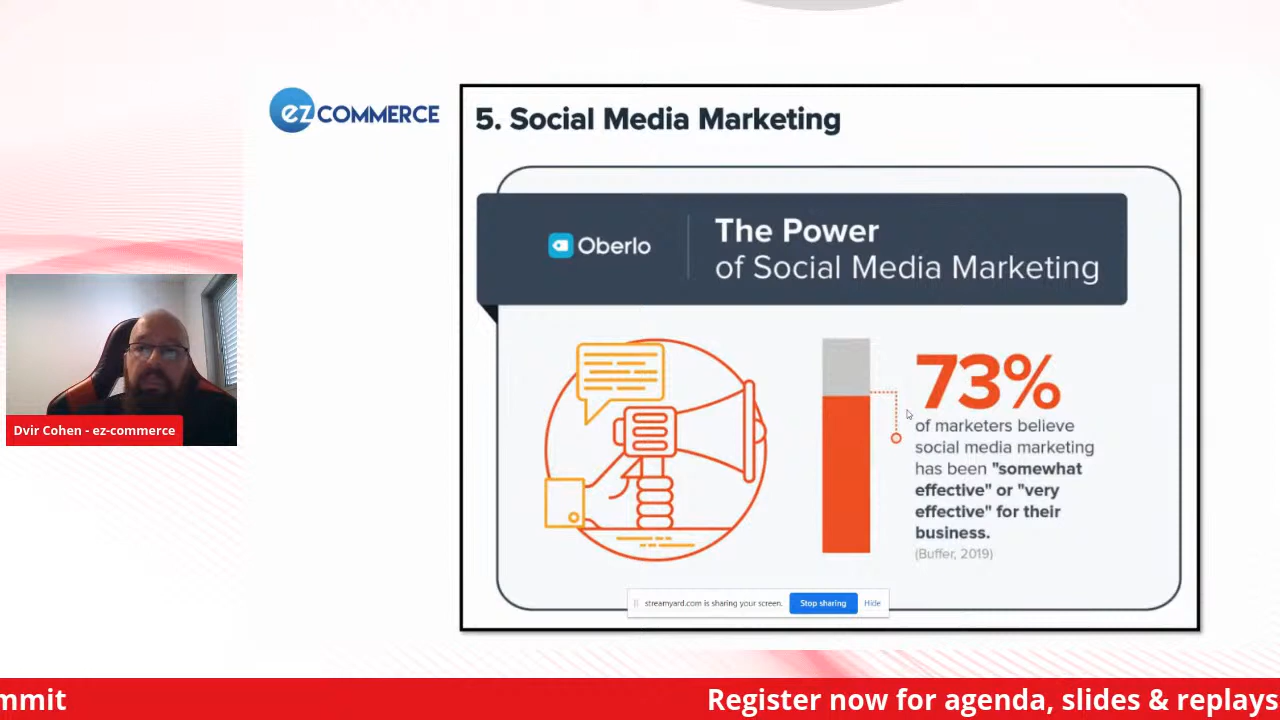 ez COMMERCE
5. Social Media Marketing
Oberlo
The Power
of Social Media Marketing
73%
of marketers believe
social media marketing
has been "somewhat
effective" or "very
effective" for their
business.
(Buffer, 2019)
Dvir Cohen - ez-commerce
streamyard.com is sharing your screen.
Stop sharing
Hide
mmit
Register now for agenda, slides & replays